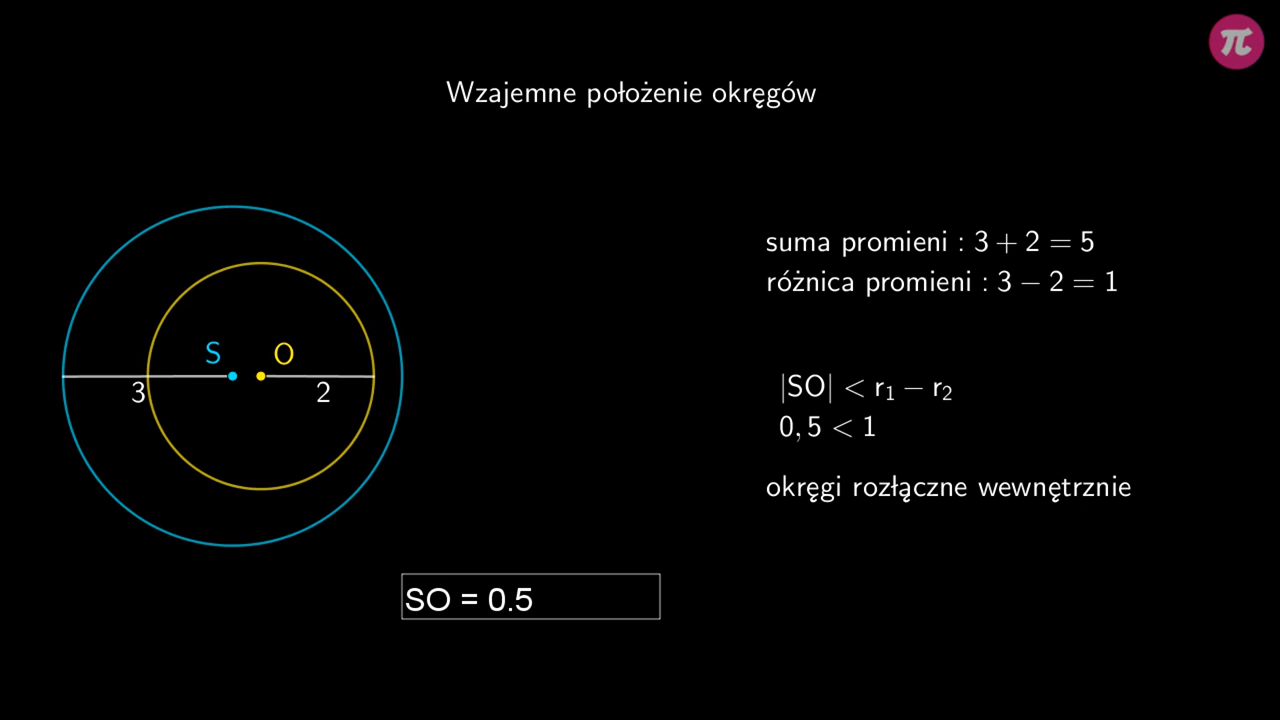 π
Wzajemne położenie okręgów
suma promieni : 3 + 2 = 5
różnica promieni : 3 − 2 = 1
S O
3 2
|SO| < r₁ − r₂
0, 5 < 1
okręgi rozłączne wewnętrznie
SO = 0.5